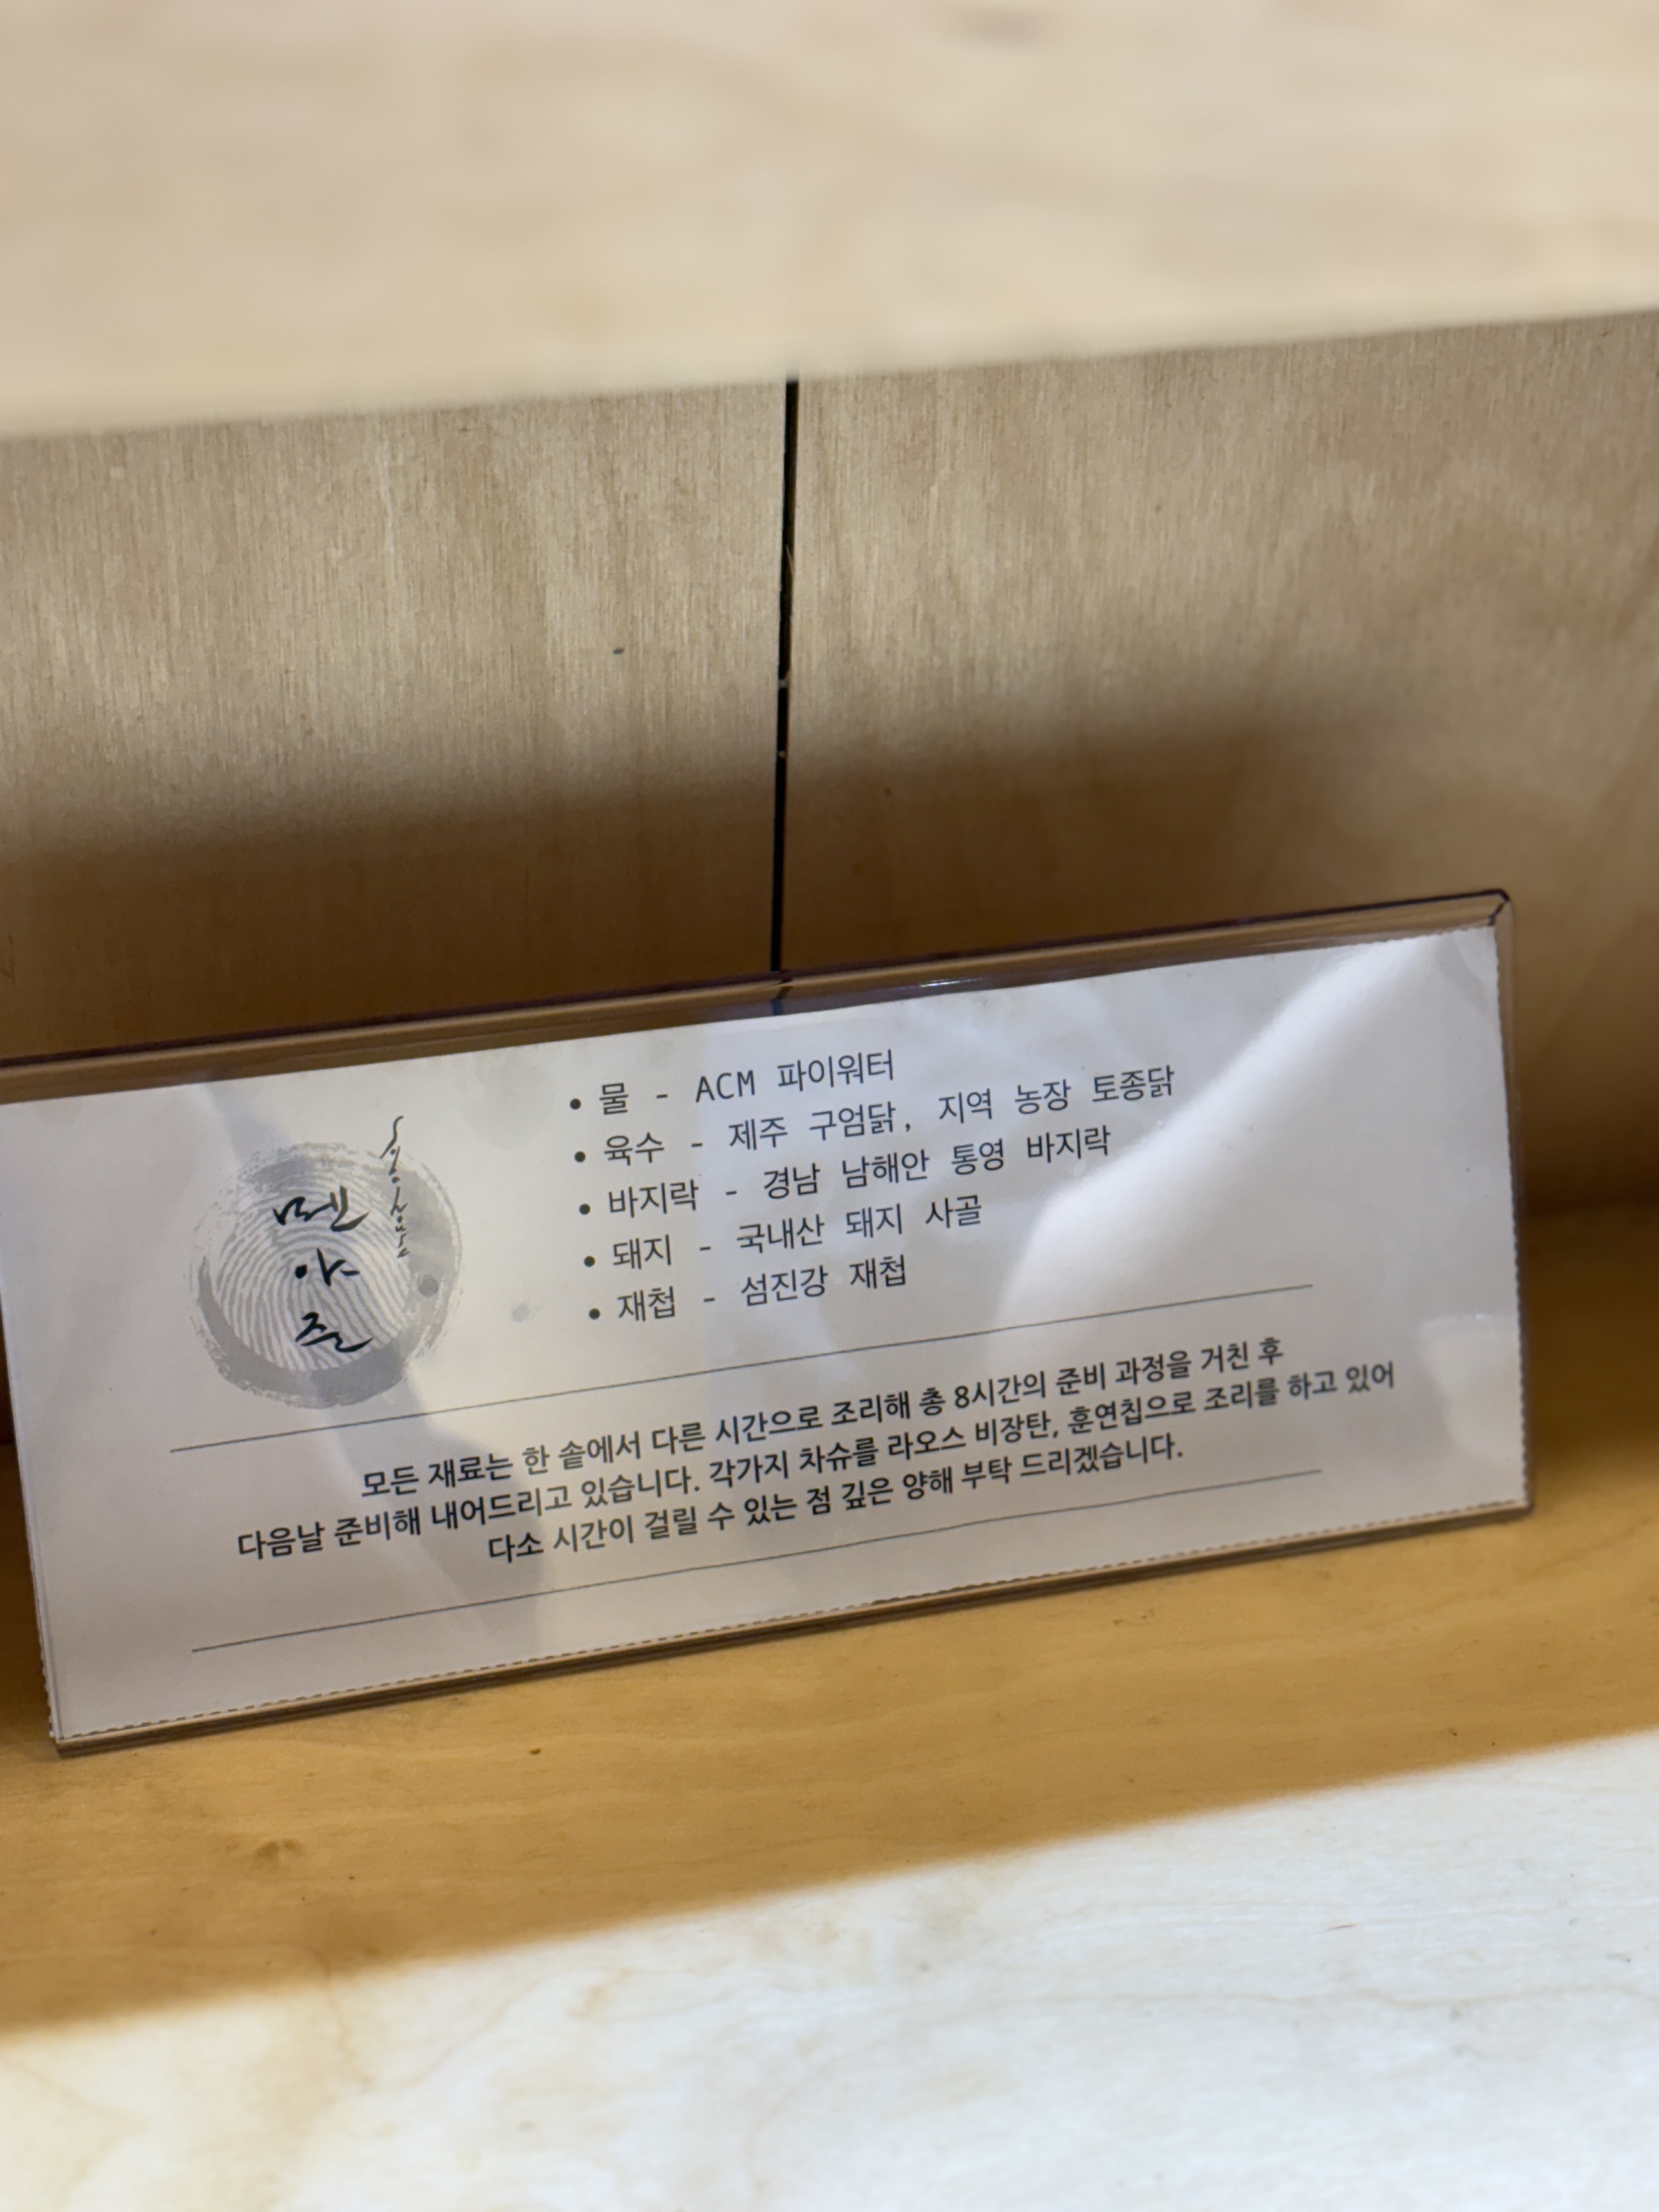 멘
야
준
• 물 - ACM 파이워터
• 육수 - 제주 구엄닭, 지역 농장 토종닭
• 바지락 - 경남 남해안 통영 바지락
• 돼지 - 국내산 돼지 사골
• 재첩 - 섬진강 재첩
모든 재료는 한 솥에서 다른 시간으로 조리해 총 8시간의 준비 과정을 거친 후
다음날 준비해 내어드리고 있습니다. 각가지 차슈를 라오스 비장탄, 훈연칩으로 조리를 하고 있어
다소 시간이 걸릴 수 있는 점 깊은 양해 부탁 드리겠습니다.